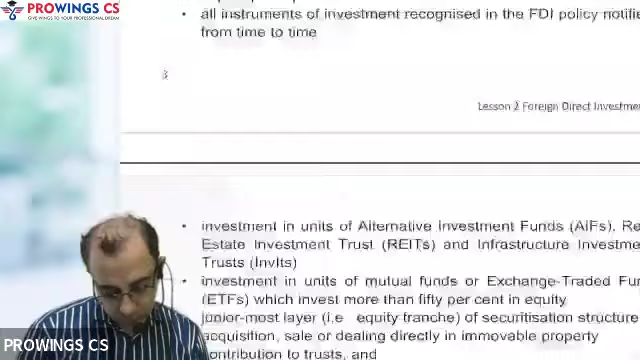 PROWINGS CS
GIVE WINGS TO YOUR PROFESSIONAL DREAM
• all instruments of investment recognised in the FDI policy notifie
from time to time
Lesson 2 Foreign Direct Investmen
• investment in units of Alternative Investment Funds (AIFs), Re
Estate Investment Trust (REITs) and Infrastructure Investme
Trusts (InvIts)
• investment in units of mutual funds or Exchange-Traded Fun
(ETFs) which invest more than fifty per cent in equity
junior-most layer (i.e equity tranche) of securitisation structure
acquisition, sale or dealing directly in immovable property
contribution to trusts, and
PROWINGS CS